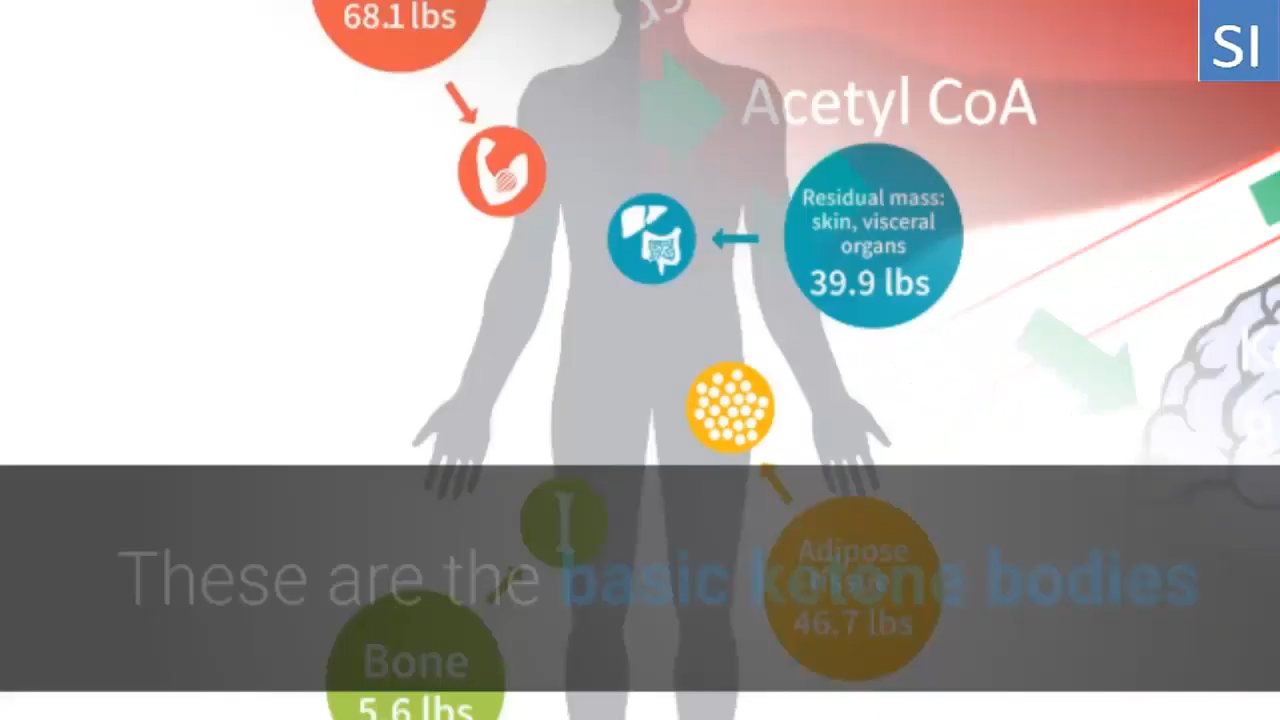 68.1 lbs
SI
Acetyl CoA
Residual mass:
skin, visceral
organs
39.9 lbs
These are the basic ketone bodies
Adipose
tissue
46.7 lbs
Bone
5.6 lbs